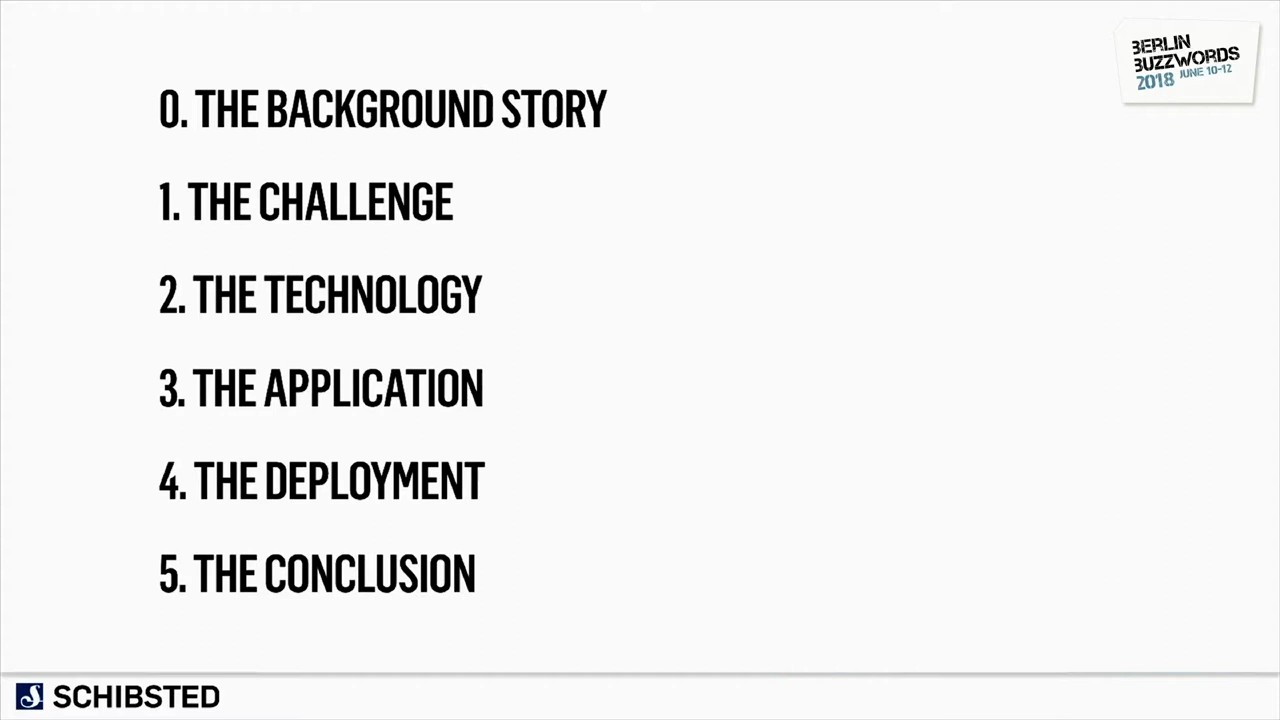 BERLIN
BUZZWORDS
2018 JUNE 10-12
0. THE BACKGROUND STORY
1. THE CHALLENGE
2. THE TECHNOLOGY
3. THE APPLICATION
4. THE DEPLOYMENT
5. THE CONCLUSION
SCHIBSTED